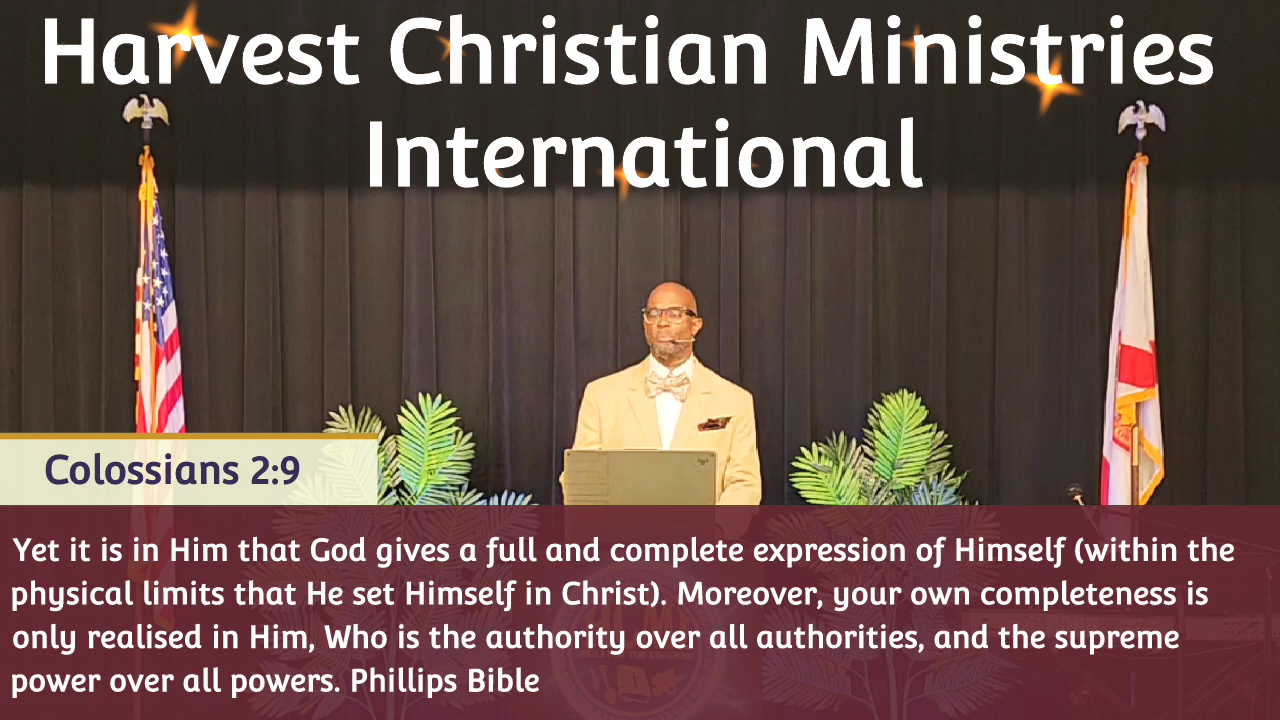 Harvest Christian Ministries
International
Colossians 2:9
Yet it is in Him that God gives a full and complete expression of Himself (within the
physical limits that He set Himself in Christ). Moreover, your own completeness is
only realised in Him, Who is the authority over all authorities, and the supreme
power over all powers. Phillips Bible